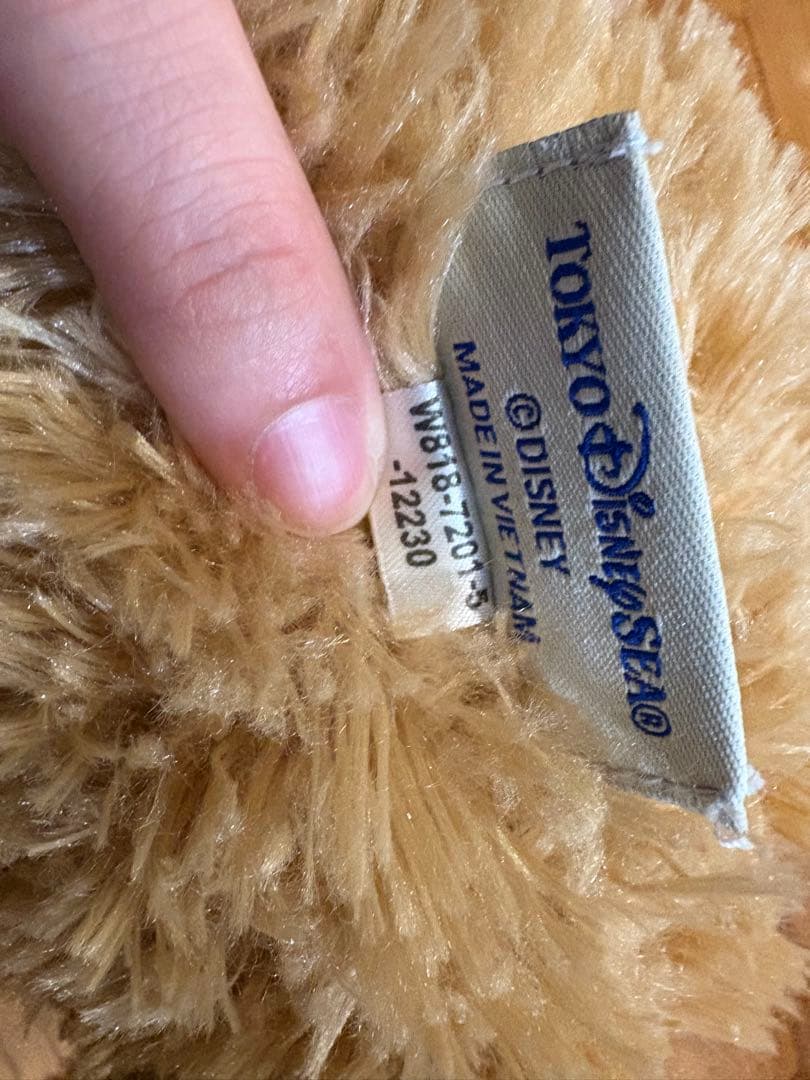 TOKYO DISNEYSEA®
©DISNEY
MADE IN VIETNAM
W818-7201-5
-12230